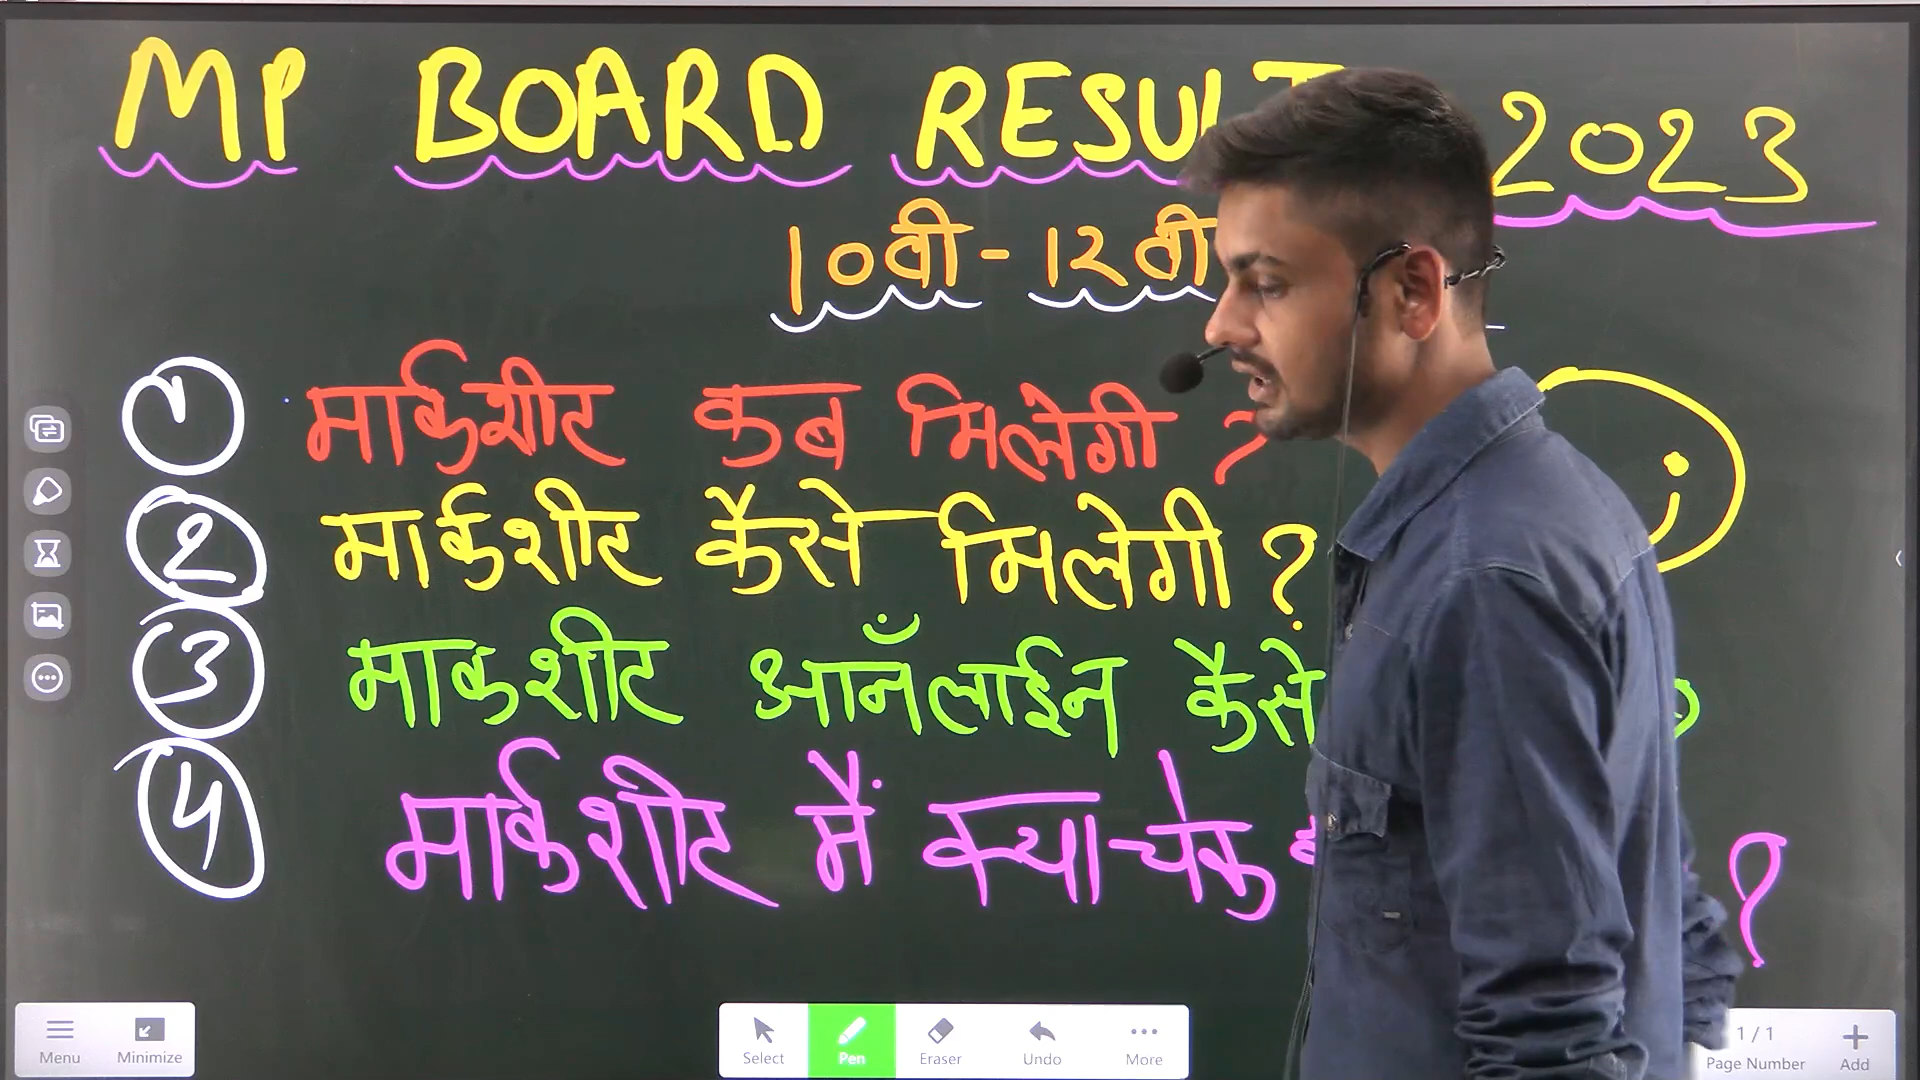 MP BOARD RESULT 2023
10वी - 12वी
1 मार्कशीट कब मिलेगी ?
2 मार्कशीट कैसे मिलेगी ?
3 मार्कशीट ऑनलाईन कैसे
4 मार्कशीट मैं क्या चेक ?
Menu Minimize Select Pen Eraser Undo More 1 / 1 Page Number Add